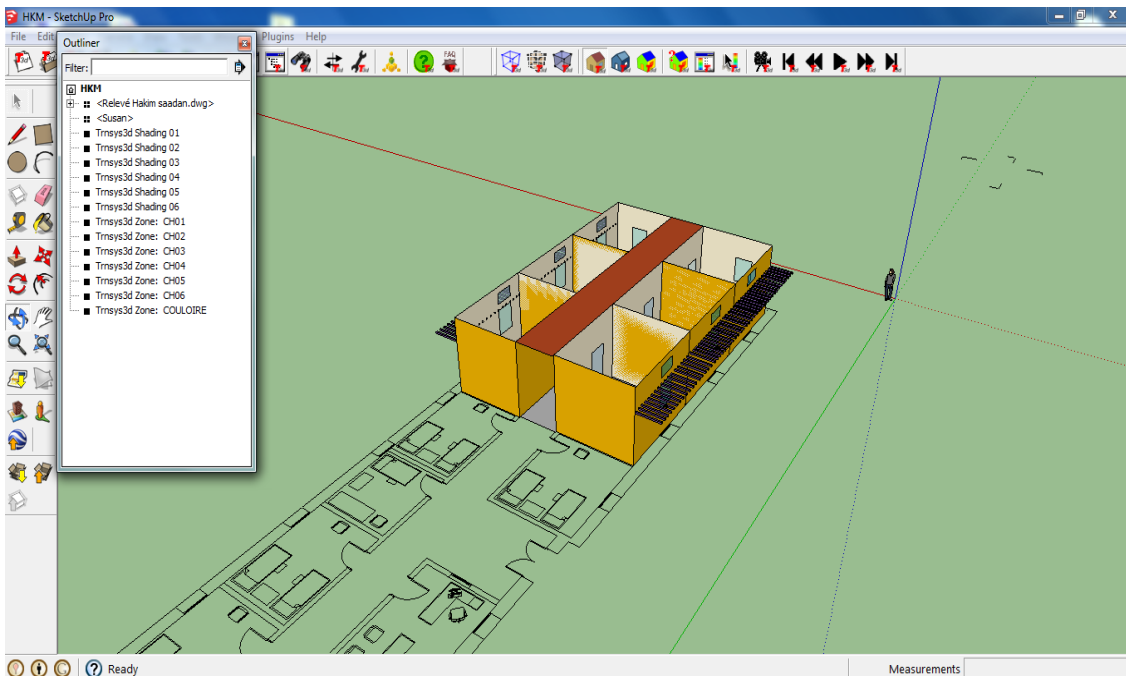 HKM - SketchUp Pro
File Edit Plugins Help
Outliner
Filter:
FAQ
HKM
<Relevé Hakim saadan.dwg>
<Susan>
Trnsys3d Shading 01
Trnsys3d Shading 02
Trnsys3d Shading 03
Trnsys3d Shading 04
Trnsys3d Shading 05
Trnsys3d Shading 06
Trnsys3d Zone: CH01
Trnsys3d Zone: CH02
Trnsys3d Zone: CH03
Trnsys3d Zone: CH04
Trnsys3d Zone: CH05
Trnsys3d Zone: CH06
Trnsys3d Zone: COULOIRE
Ready
Measurements